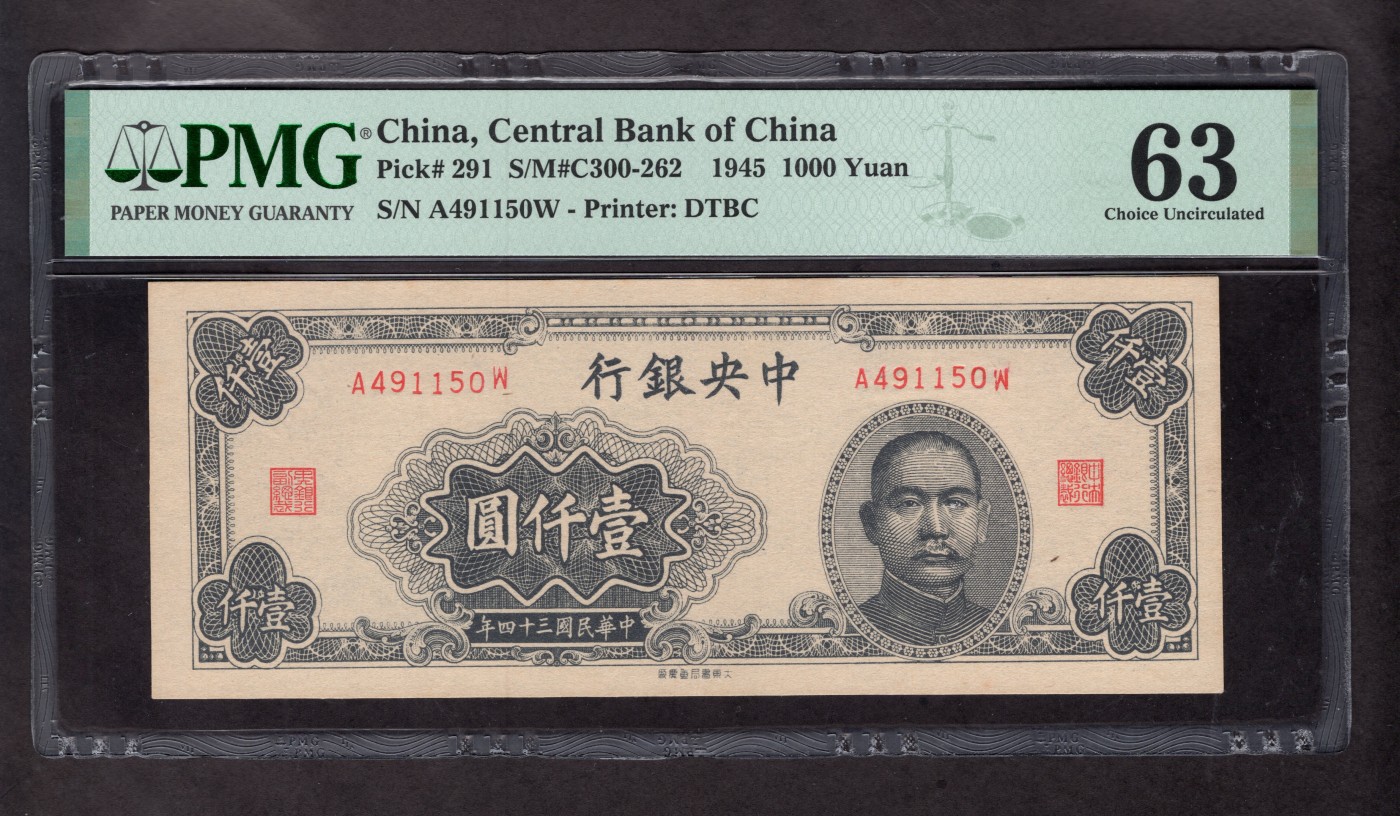 PMG®
PAPER MONEY GUARANTY
China, Central Bank of China
Pick# 291 S/M#C300-262 1945 1000 Yuan
S/N A491150W - Printer: DTBC
63
Choice Uncirculated
壹仟
壹仟
A491150W
行銀央中
A491150W
圓仟壹
年四十三國民華中
仟壹
仟壹